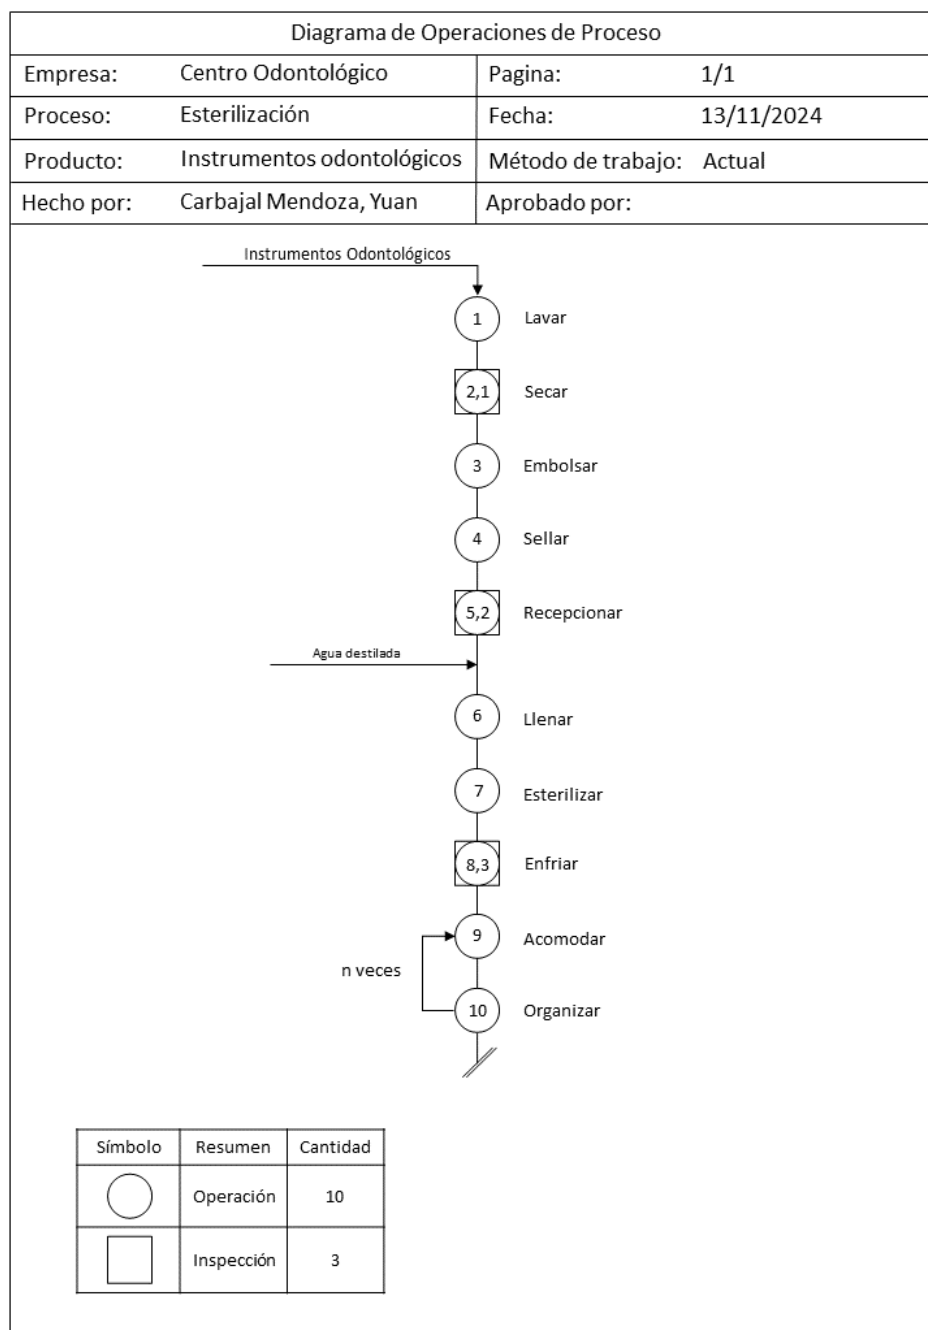 Diagrama de Operaciones de Proceso
Empresa: Centro Odontológico Pagina: 1/1
Proceso: Esterilización Fecha: 13/11/2024
Producto: Instrumentos odontológicos Método de trabajo: Actual
Hecho por: Carbajal Mendoza, Yuan Aprobado por:
Instrumentos Odontológicos
1 Lavar
2,1 Secar
3 Embolsar
4 Sellar
5,2 Recepcionar
Agua destilada
6 Llenar
7 Esterilizar
8,3 Enfriar
9 Acomodar
n veces
10 Organizar
Símbolo Resumen Cantidad
Operación 10
Inspección 3